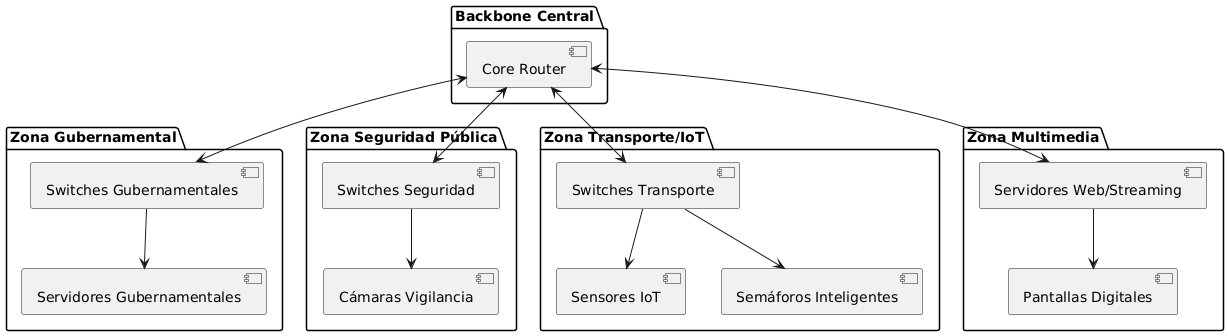 Backbone Central
Core Router
Zona Gubernamental
Switches Gubernamentales
Servidores Gubernamentales
Zona Seguridad Pública
Switches Seguridad
Cámaras Vigilancia
Zona Transporte/IoT
Switches Transporte
Sensores IoT
Semáforos Inteligentes
Zona Multimedia
Servidores Web/Streaming
Pantallas Digitales